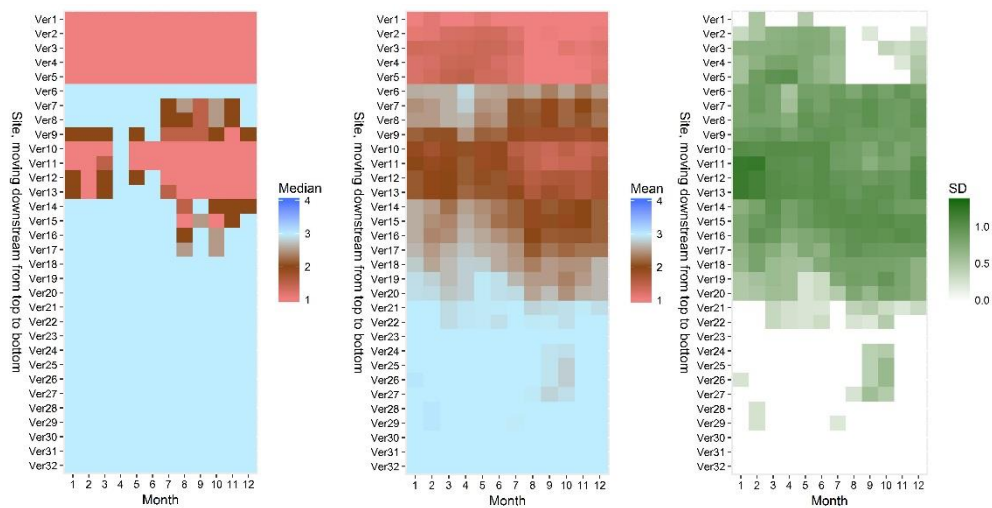 Site, moving downstream from top to bottom
Ver1
Ver2
Ver3
Ver4
Ver5
Ver6
Ver7
Ver8
Ver9
Ver10
Ver11
Ver12
Ver13
Ver14
Ver15
Ver16
Ver17
Ver18
Ver19
Ver20
Ver21
Ver22
Ver23
Ver24
Ver25
Ver26
Ver27
Ver28
Ver29
Ver30
Ver31
Ver32
1 2 3 4 5 6 7 8 9 10 11 12
Month
Median
4
3
2
1
Site, moving downstream from top to bottom
Ver1
Ver2
Ver3
Ver4
Ver5
Ver6
Ver7
Ver8
Ver9
Ver10
Ver11
Ver12
Ver13
Ver14
Ver15
Ver16
Ver17
Ver18
Ver19
Ver20
Ver21
Ver22
Ver23
Ver24
Ver25
Ver26
Ver27
Ver28
Ver29
Ver30
Ver31
Ver32
1 2 3 4 5 6 7 8 9 10 11 12
Month
Mean
4
3
2
1
Site, moving downstream from top to bottom
Ver1
Ver2
Ver3
Ver4
Ver5
Ver6
Ver7
Ver8
Ver9
Ver10
Ver11
Ver12
Ver13
Ver14
Ver15
Ver16
Ver17
Ver18
Ver19
Ver20
Ver21
Ver22
Ver23
Ver24
Ver25
Ver26
Ver27
Ver28
Ver29
Ver30
Ver31
Ver32
1 2 3 4 5 6 7 8 9 10 11 12
Month
SD
1.0
0.5
0.0